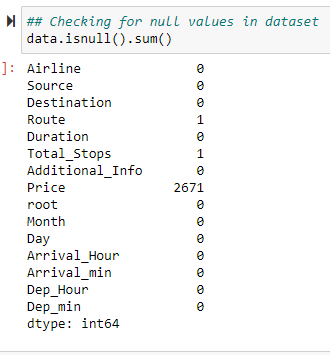 ## Checking for null values in dataset
data.isnull().sum()
]: Airline 0
Source 0
Destination 0
Route 1
Duration 0
Total_Stops 1
Additional_Info 0
Price 2671
root 0
Month 0
Day 0
Arrival_Hour 0
Arrival_min 0
Dep_Hour 0
Dep_min 0
dtype: int64